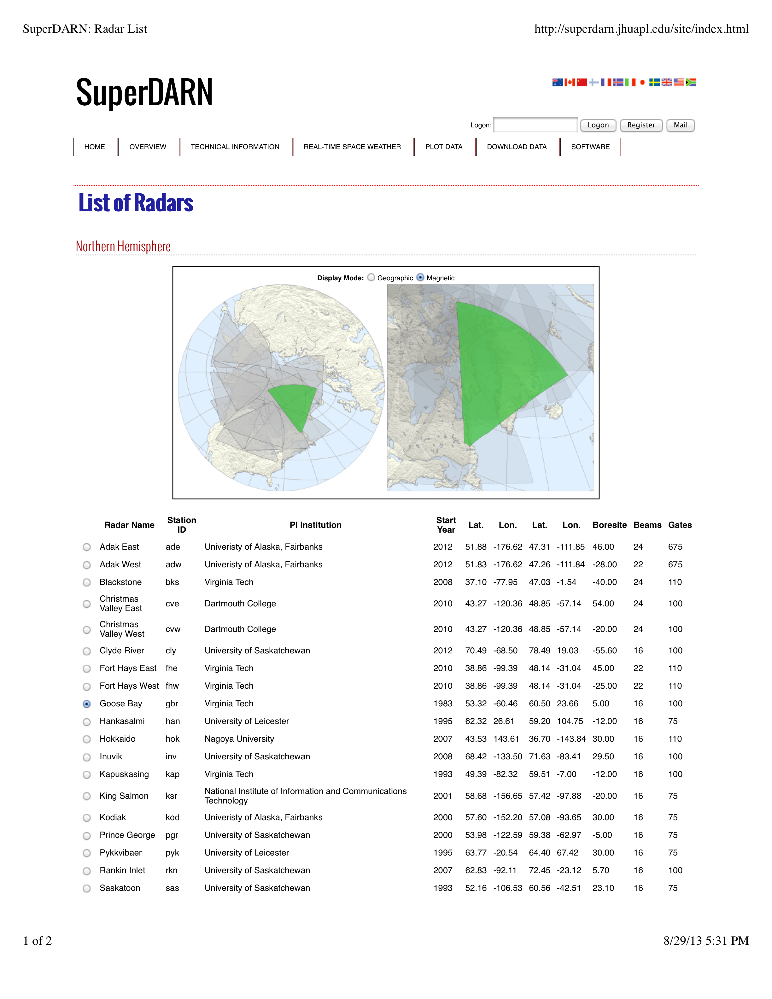 SuperDARN: Radar List http://superdarn.jhuapl.edu/site/index.html
SuperDARN
Logon: Logon Register Mail
HOME OVERVIEW TECHNICAL INFORMATION REAL-TIME SPACE WEATHER PLOT DATA DOWNLOAD DATA SOFTWARE
List of Radars
Northern Hemisphere
Display Mode: Geographic Magnetic
Radar Name Station ID PI Institution Start Year Lat. Lon. Lat. Lon. Boresite Beams Gates
Adak East ade Univeristy of Alaska, Fairbanks 2012 51.88 -176.62 47.31 -111.85 46.00 24 675
Adak West adw Univeristy of Alaska, Fairbanks 2012 51.83 -176.62 47.26 -111.84 -28.00 22 675
Blackstone bks Virginia Tech 2008 37.10 -77.95 47.03 -1.54 -40.00 24 110
Christmas Valley East cve Dartmouth College 2010 43.27 -120.36 48.85 -57.14 54.00 24 100
Christmas Valley West cvw Dartmouth College 2010 43.27 -120.36 48.85 -57.14 -20.00 24 100
Clyde River cly University of Saskatchewan 2012 70.49 -68.50 78.49 19.03 -55.60 16 100
Fort Hays East fhe Virginia Tech 2010 38.86 -99.39 48.14 -31.04 45.00 22 110
Fort Hays West fhw Virginia Tech 2010 38.86 -99.39 48.14 -31.04 -25.00 22 110
Goose Bay gbr Virginia Tech 1983 53.32 -60.46 60.50 23.66 5.00 16 100
Hankasalmi han University of Leicester 1995 62.32 26.61 59.20 104.75 -12.00 16 75
Hokkaido hok Nagoya University 2007 43.53 143.61 36.70 -143.84 30.00 16 110
Inuvik inv University of Saskatchewan 2008 68.42 -133.50 71.63 -83.41 29.50 16 100
Kapuskasing kap Virginia Tech 1993 49.39 -82.32 59.51 -7.00 -12.00 16 100
King Salmon ksr National Institute of Information and Communications Technology 2001 58.68 -156.65 57.42 -97.88 -20.00 16 75
Kodiak kod Univeristy of Alaska, Fairbanks 2000 57.60 -152.20 57.08 -93.65 30.00 16 75
Prince George pgr University of Saskatchewan 2000 53.98 -122.59 59.38 -62.97 -5.00 16 75
Pykkvibaer pyk University of Leicester 1995 63.77 -20.54 64.40 67.42 30.00 16 75
Rankin Inlet rkn University of Saskatchewan 2007 62.83 -92.11 72.45 -23.12 5.70 16 100
Saskatoon sas University of Saskatchewan 1993 52.16 -106.53 60.56 -42.51 23.10 16 75
1 of 2 8/29/13 5:31 PM